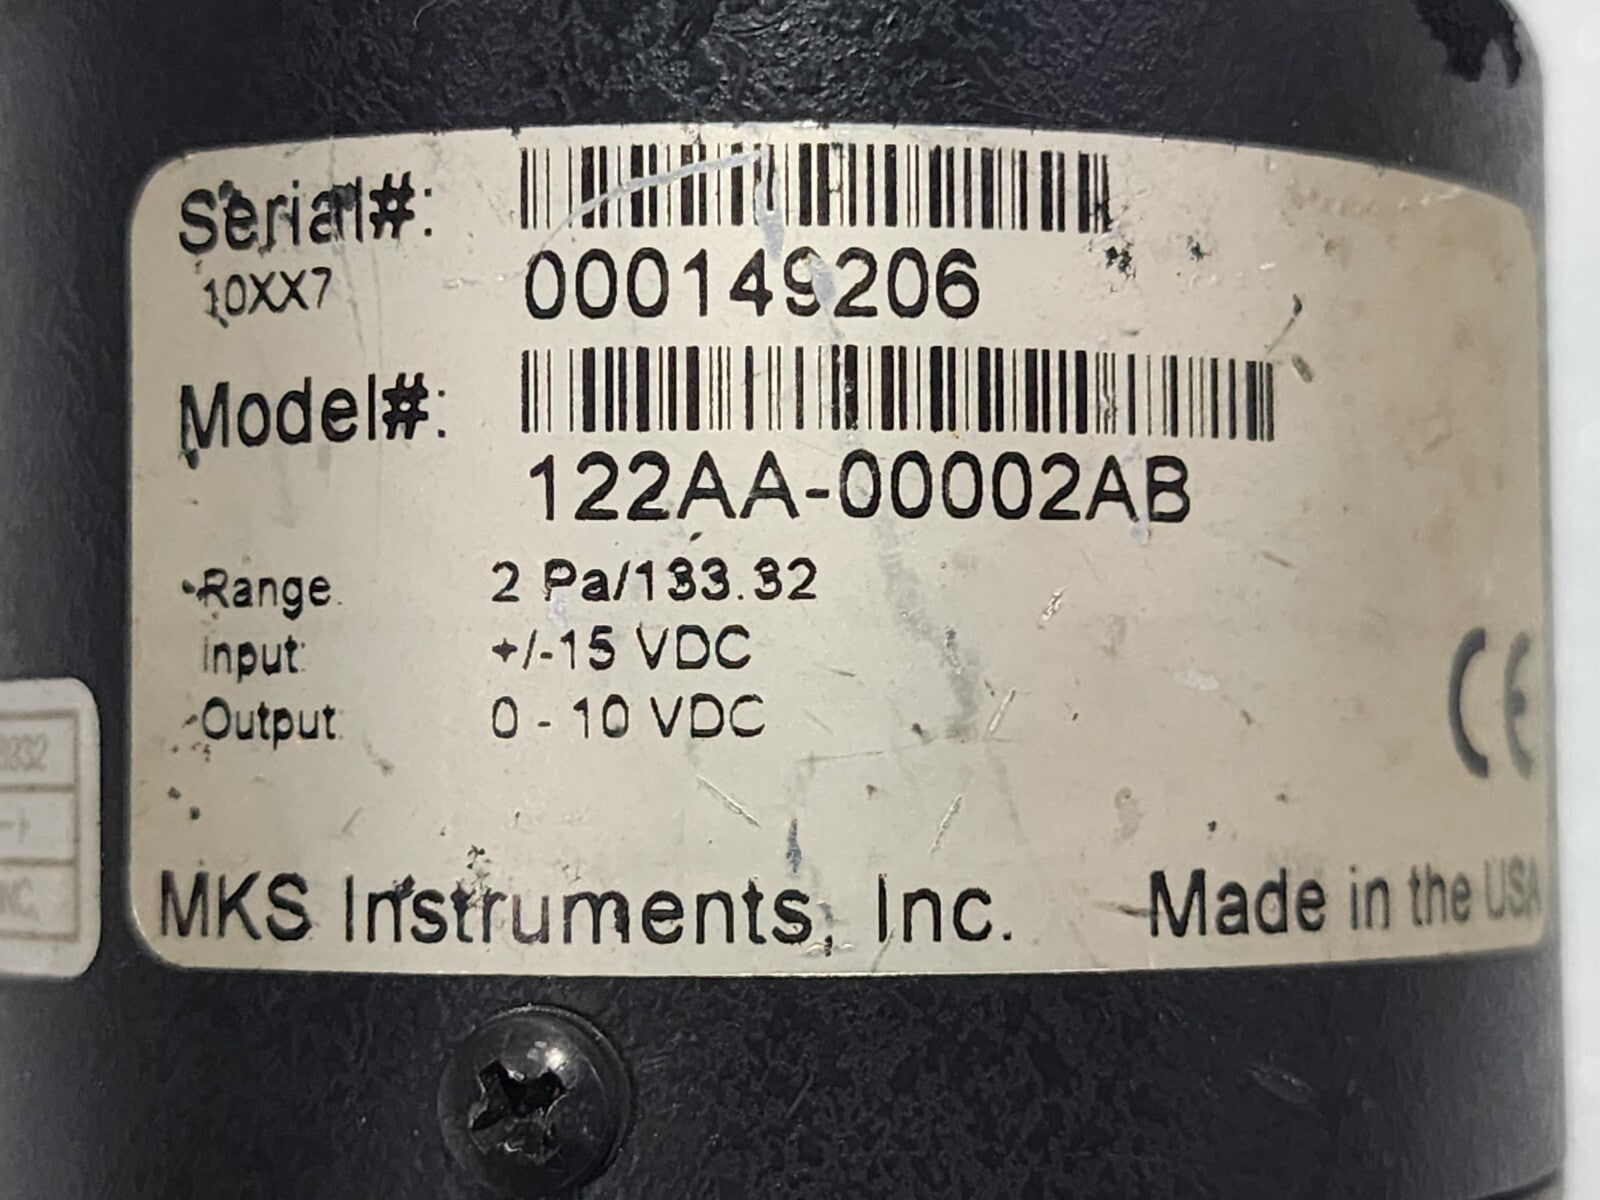 Serial#:
000149206
10XX7
Model#:
122AA-00002AB
Range: 2 Pa/133.32
Input: +/-15 VDC
Output: 0 - 10 VDC
CE
MKS Instruments, Inc. Made in the USA